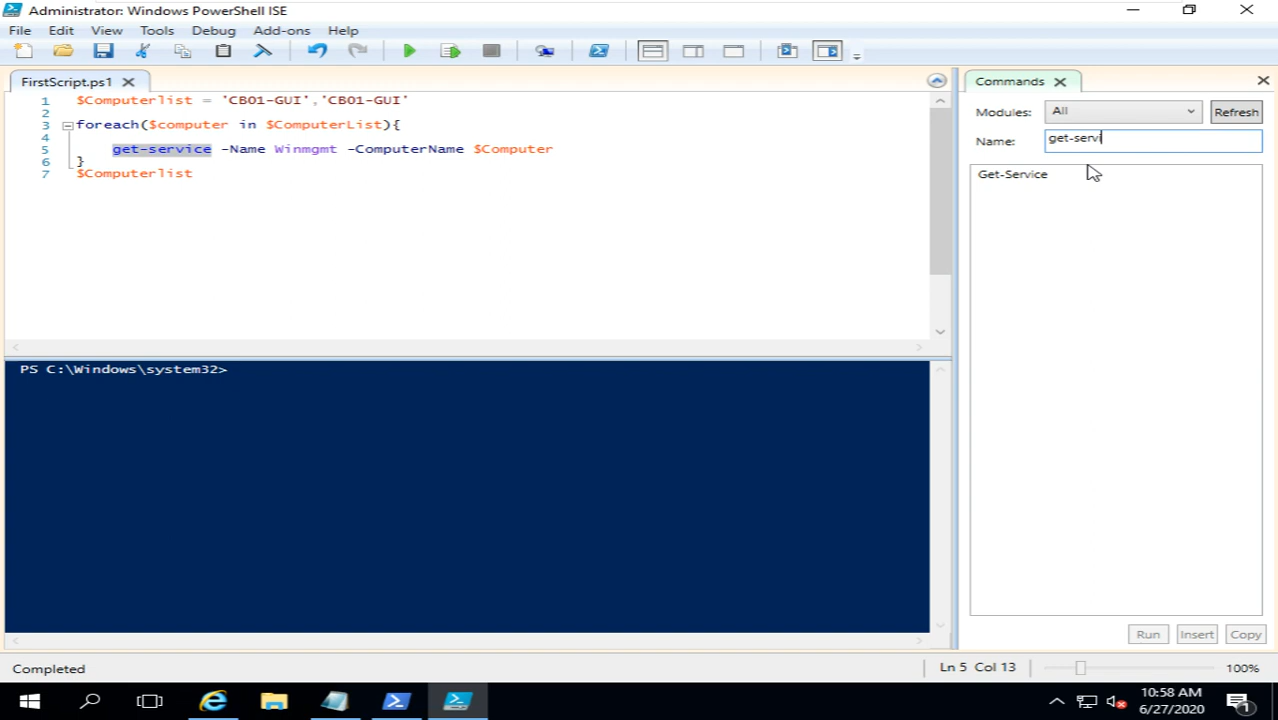 Administrator: Windows PowerShell ISE
File Edit View Tools Debug Add-ons Help
FirstScript.ps1
1 $Computerlist = 'CB01-GUI','CB01-GUI'
2
3 foreach($computer in $ComputerList){
4
5 get-service -Name Winmgmt -ComputerName $Computer
6 }
7 $Computerlist
PS C:\Windows\system32>
Commands
Modules: All Refresh
Name: get-servi
Get-Service
Run Insert Copy
Completed Ln 5 Col 13 100%
10:58 AM
6/27/2020
1